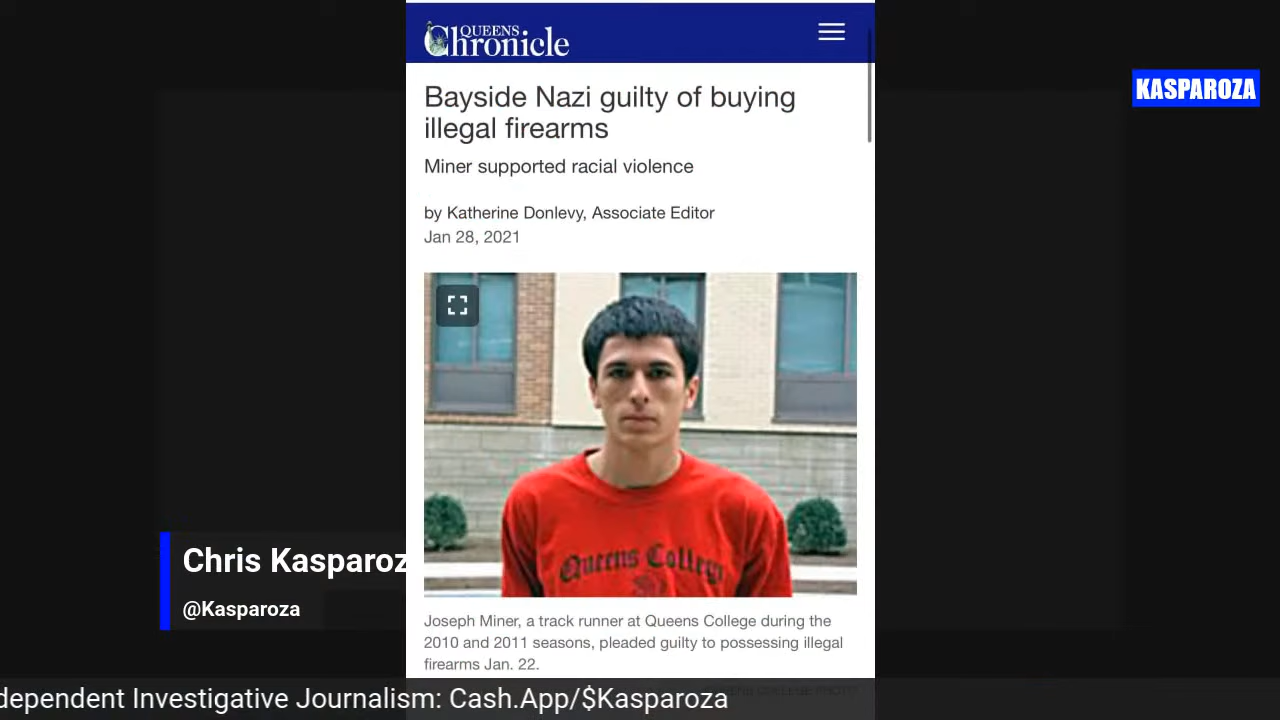 QUEENS
Chronicle
KASPAROZA
Bayside Nazi guilty of buying
illegal firearms
Miner supported racial violence
by Katherine Donlevy, Associate Editor
Jan 28, 2021
Queens College
Joseph Miner, a track runner at Queens College during the
2010 and 2011 seasons, pleaded guilty to possessing illegal
firearms Jan. 22.
Chris Kasparoz
@Kasparoza
dependent Investigative Journalism: Cash.App/$Kasparoza